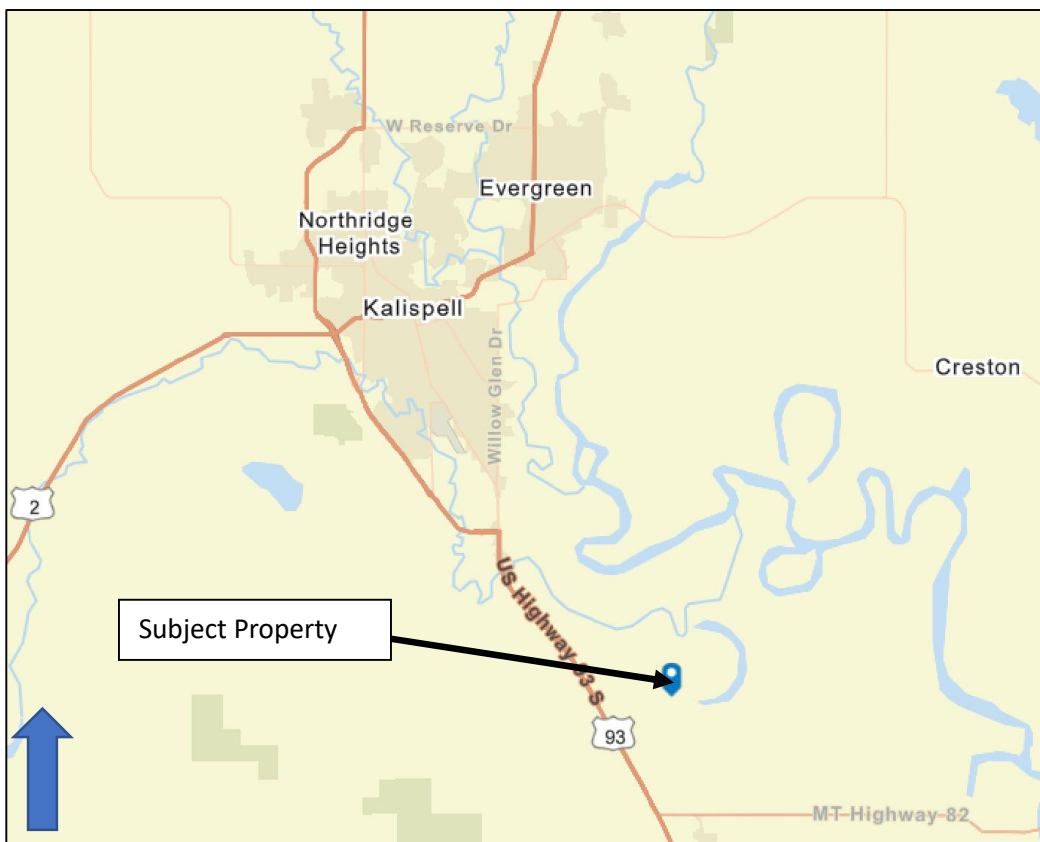 W Reserve Dr
Evergreen
Northridge
Heights
Kalispell
Willow Glen Dr
Creston
2
US Highway 93 S
Subject Property
93
MT Highway 82